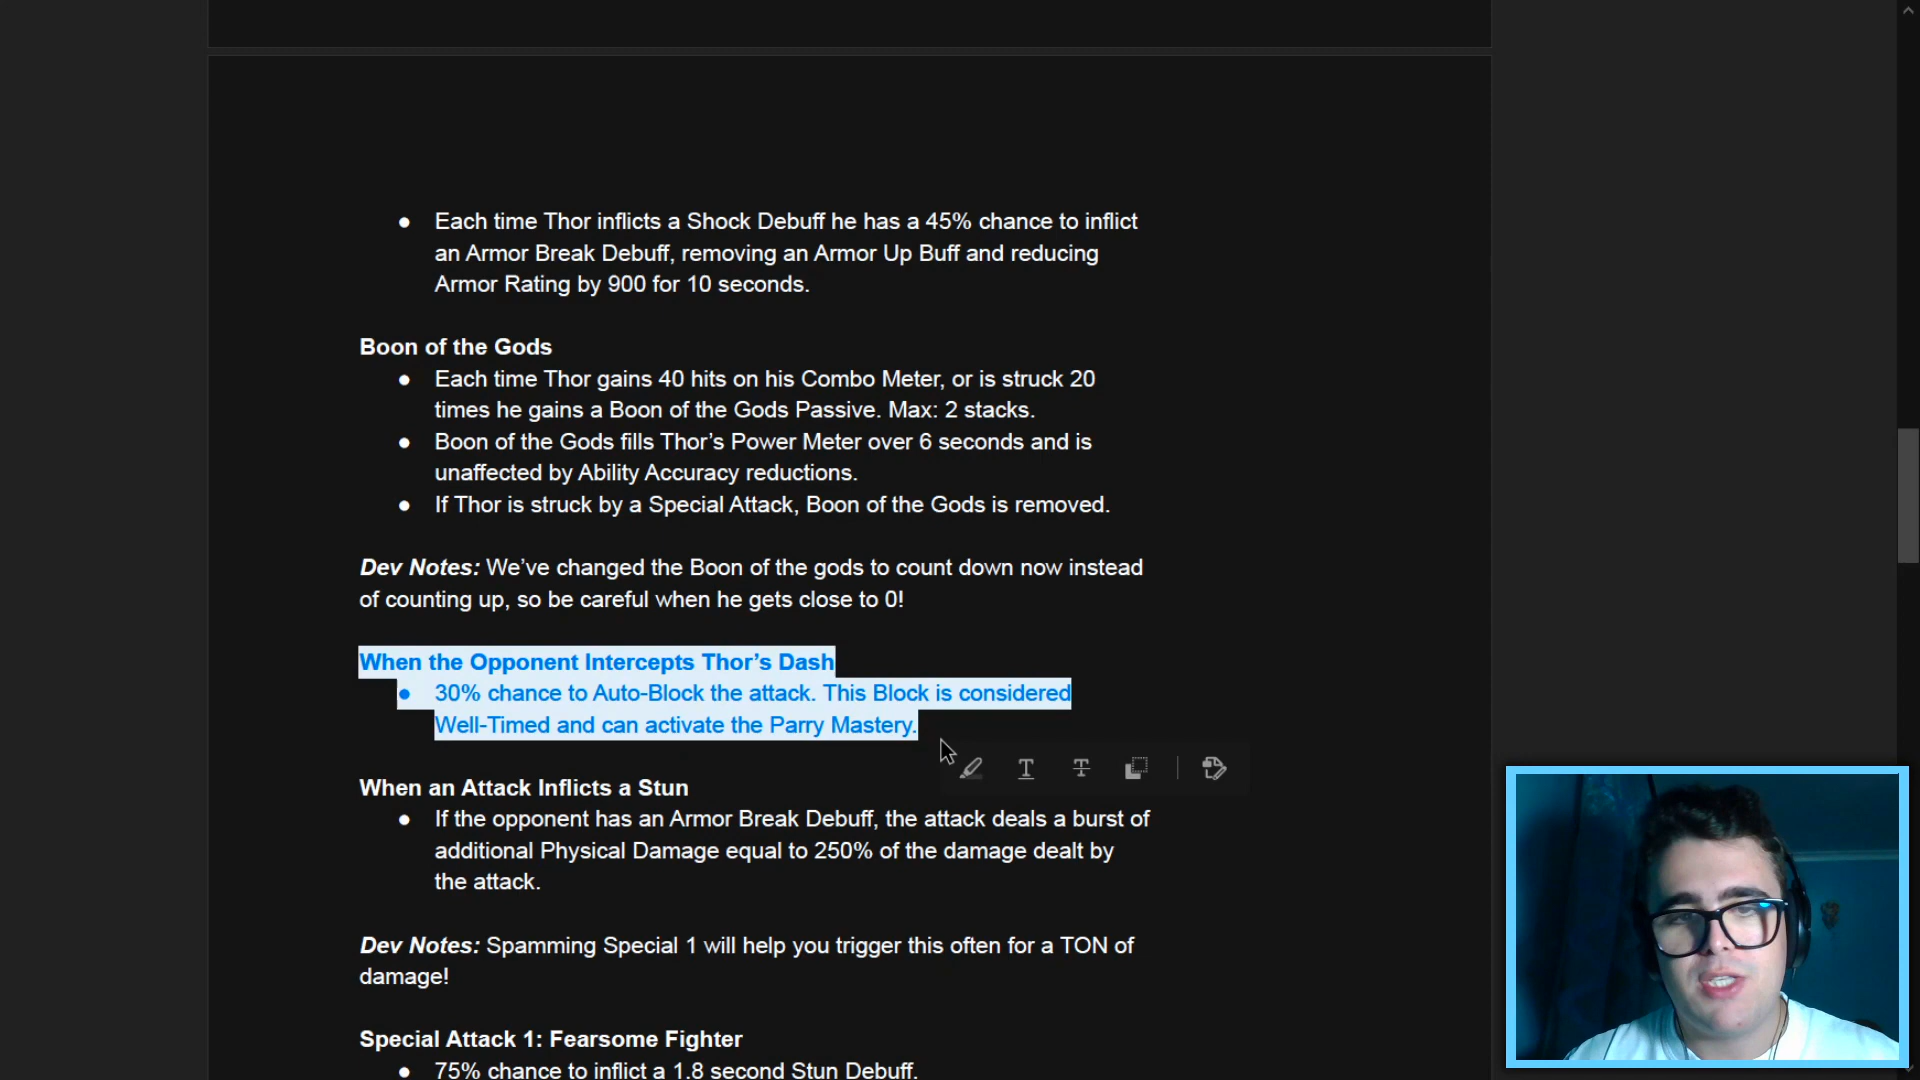 ● Each time Thor inflicts a Shock Debuff he has a 45% chance to inflict
an Armor Break Debuff, removing an Armor Up Buff and reducing
Armor Rating by 900 for 10 seconds.
Boon of the Gods
● Each time Thor gains 40 hits on his Combo Meter, or is struck 20
times he gains a Boon of the Gods Passive. Max: 2 stacks.
● Boon of the Gods fills Thor’s Power Meter over 6 seconds and is
unaffected by Ability Accuracy reductions.
● If Thor is struck by a Special Attack, Boon of the Gods is removed.
Dev Notes: We’ve changed the Boon of the gods to count down now instead
of counting up, so be careful when he gets close to 0!
When the Opponent Intercepts Thor’s Dash
● 30% chance to Auto-Block the attack. This Block is considered
Well-Timed and can activate the Parry Mastery.
When an Attack Inflicts a Stun
● If the opponent has an Armor Break Debuff, the attack deals a burst of
additional Physical Damage equal to 250% of the damage dealt by
the attack.
Dev Notes: Spamming Special 1 will help you trigger this often for a TON of
damage!
Special Attack 1: Fearsome Fighter
● 75% chance to inflict a 1.8 second Stun Debuff.